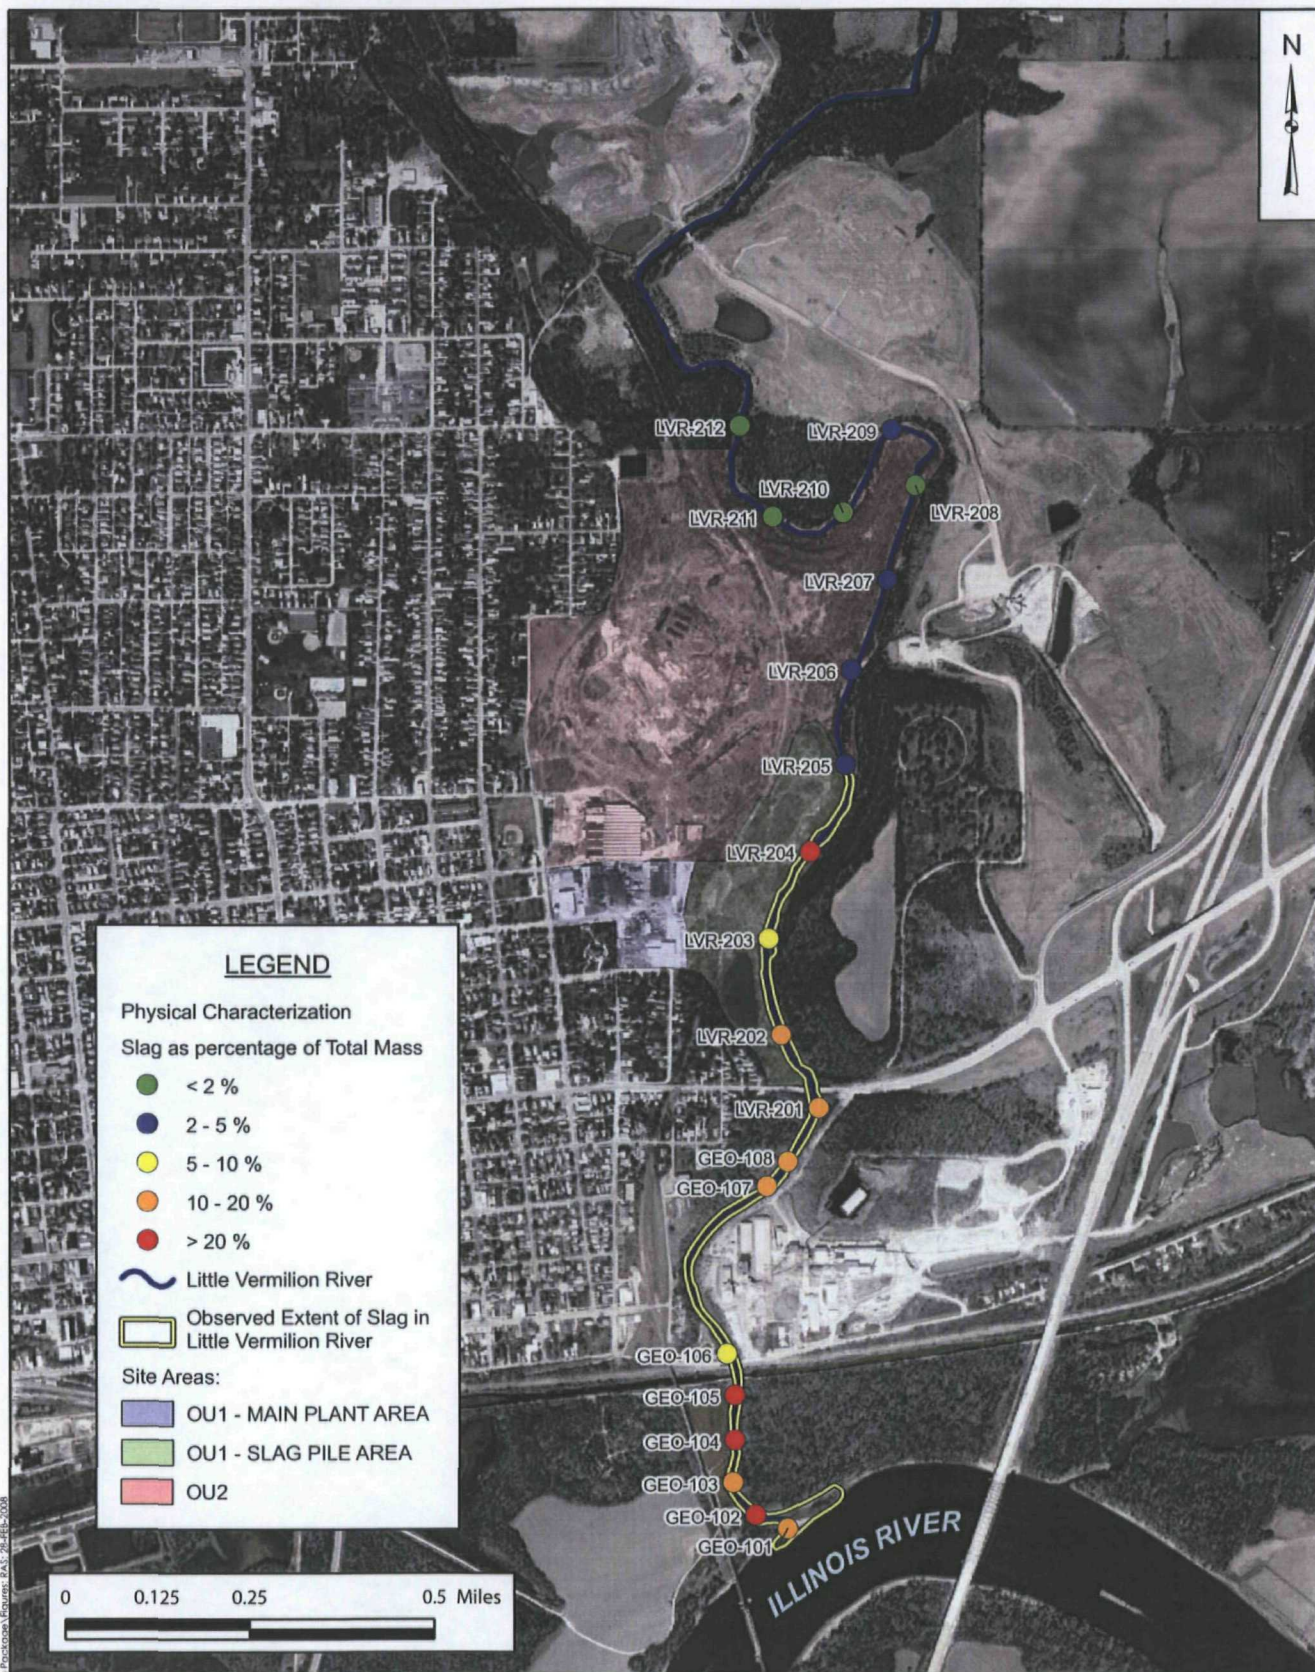 N
LVR-212
LVR-209
LVR-210
LVR-211
LVR-208
LVR-207
LVR-206
LVR-205
LVR-204
LVR-203
LVR-202
LVR-201
GEO-108
GEO-107
GEO-106
GEO-105
GEO-104
GEO-103
GEO-102
GEO-101
ILLINOIS RIVER
LEGEND
Physical Characterization
Slag as percentage of Total Mass
< 2 %
2 - 5 %
5 - 10 %
10 - 20 %
> 20 %
Little Vermilion River
Observed Extent of Slag in
Little Vermilion River
Site Areas:
OU1 - MAIN PLANT AREA
OU1 - SLAG PILE AREA
OU2
0 0.125 0.25 0.5 Miles